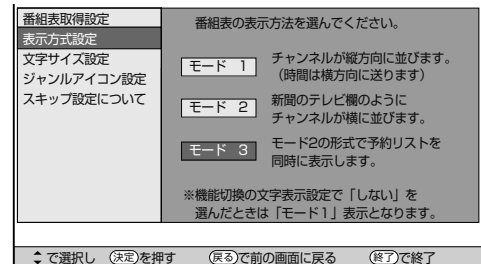 番組表取得設定
表示方式設定
文字サイズ設定
ジャンルアイコン設定
スキップ設定について
番組表の表示方法を選んでください。
モード 1
チャンネルが縦方向に並びます。
（時間は横方向に送ります）
モード 2
新聞のテレビ欄のように
チャンネルが横に並びます。
モード 3
モード2の形式で予約リストを
同時に表示します。
※機能切換の文字表示設定で「しない」を
選んだときは「モード1」表示となります。
で選択し 決定を押す 戻るで前の画面に戻る 終了で終了